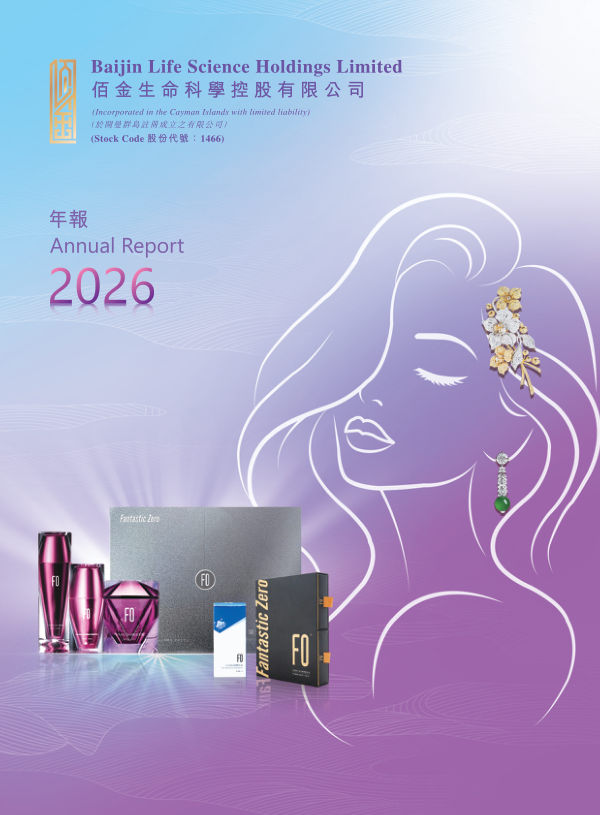 Baijin Life Science Holdings Limited
佰金生命科學控股有限公司
(Incorporated in the Cayman Islands with limited liability)
(於開曼群島註冊成立之有限公司)
(Stock Code 股份代號：1466)
年報
Annual Report
2026
Fantastic Zero
FO
FO
FO
FO
FO
Fantastic Zero
FO